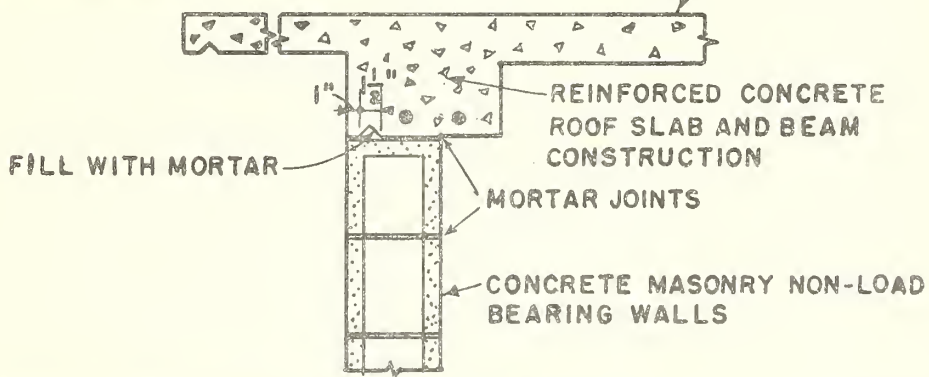 1"
1/2"
REINFORCED CONCRETE
ROOF SLAB AND BEAM
CONSTRUCTION
FILL WITH MORTAR
MORTAR JOINTS
CONCRETE MASONRY NON-LOAD
BEARING WALLS